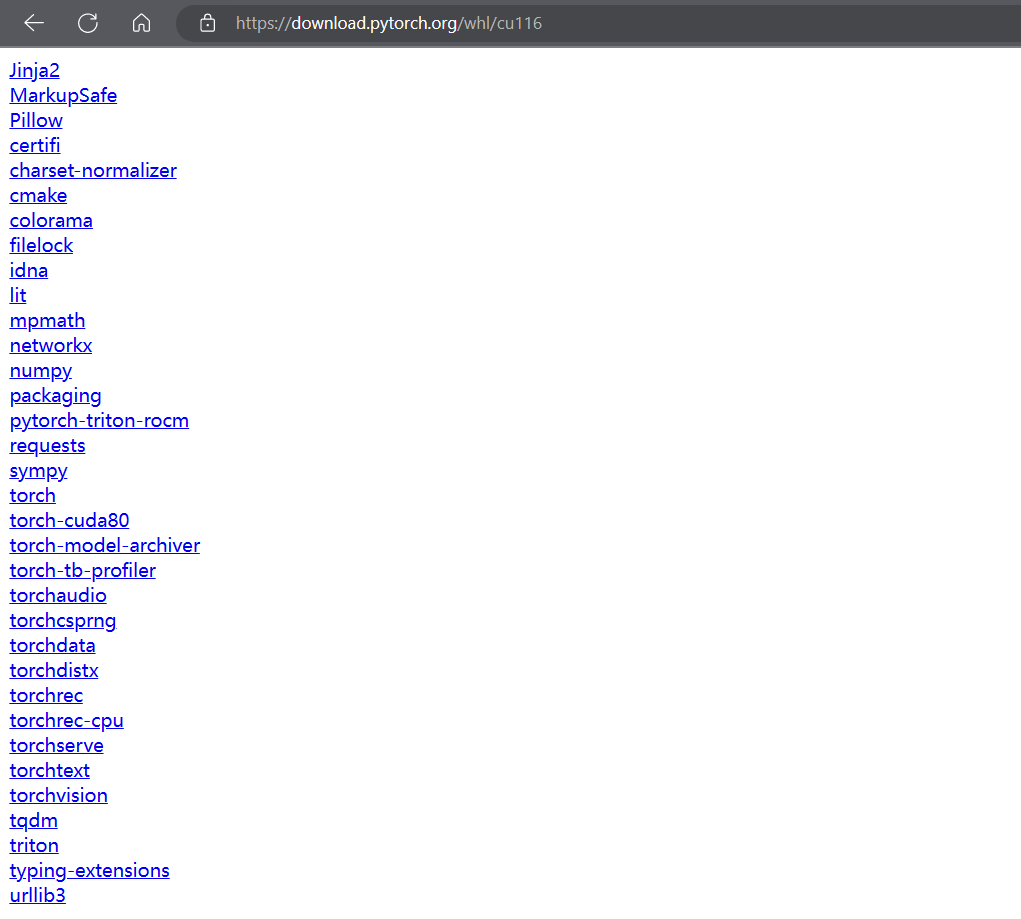 https://download.pytorch.org/whl/cu116
Jinja2
MarkupSafe
Pillow
certifi
charset-normalizer
cmake
colorama
filelock
idna
lit
mpmath
networkx
numpy
packaging
pytorch-triton-rocm
requests
sympy
torch
torch-cuda80
torch-model-archiver
torch-tb-profiler
torchaudio
torchcsprng
torchdata
torchdistx
torchrec
torchrec-cpu
torchserve
torchtext
torchvision
tqdm
triton
typing-extensions
urllib3